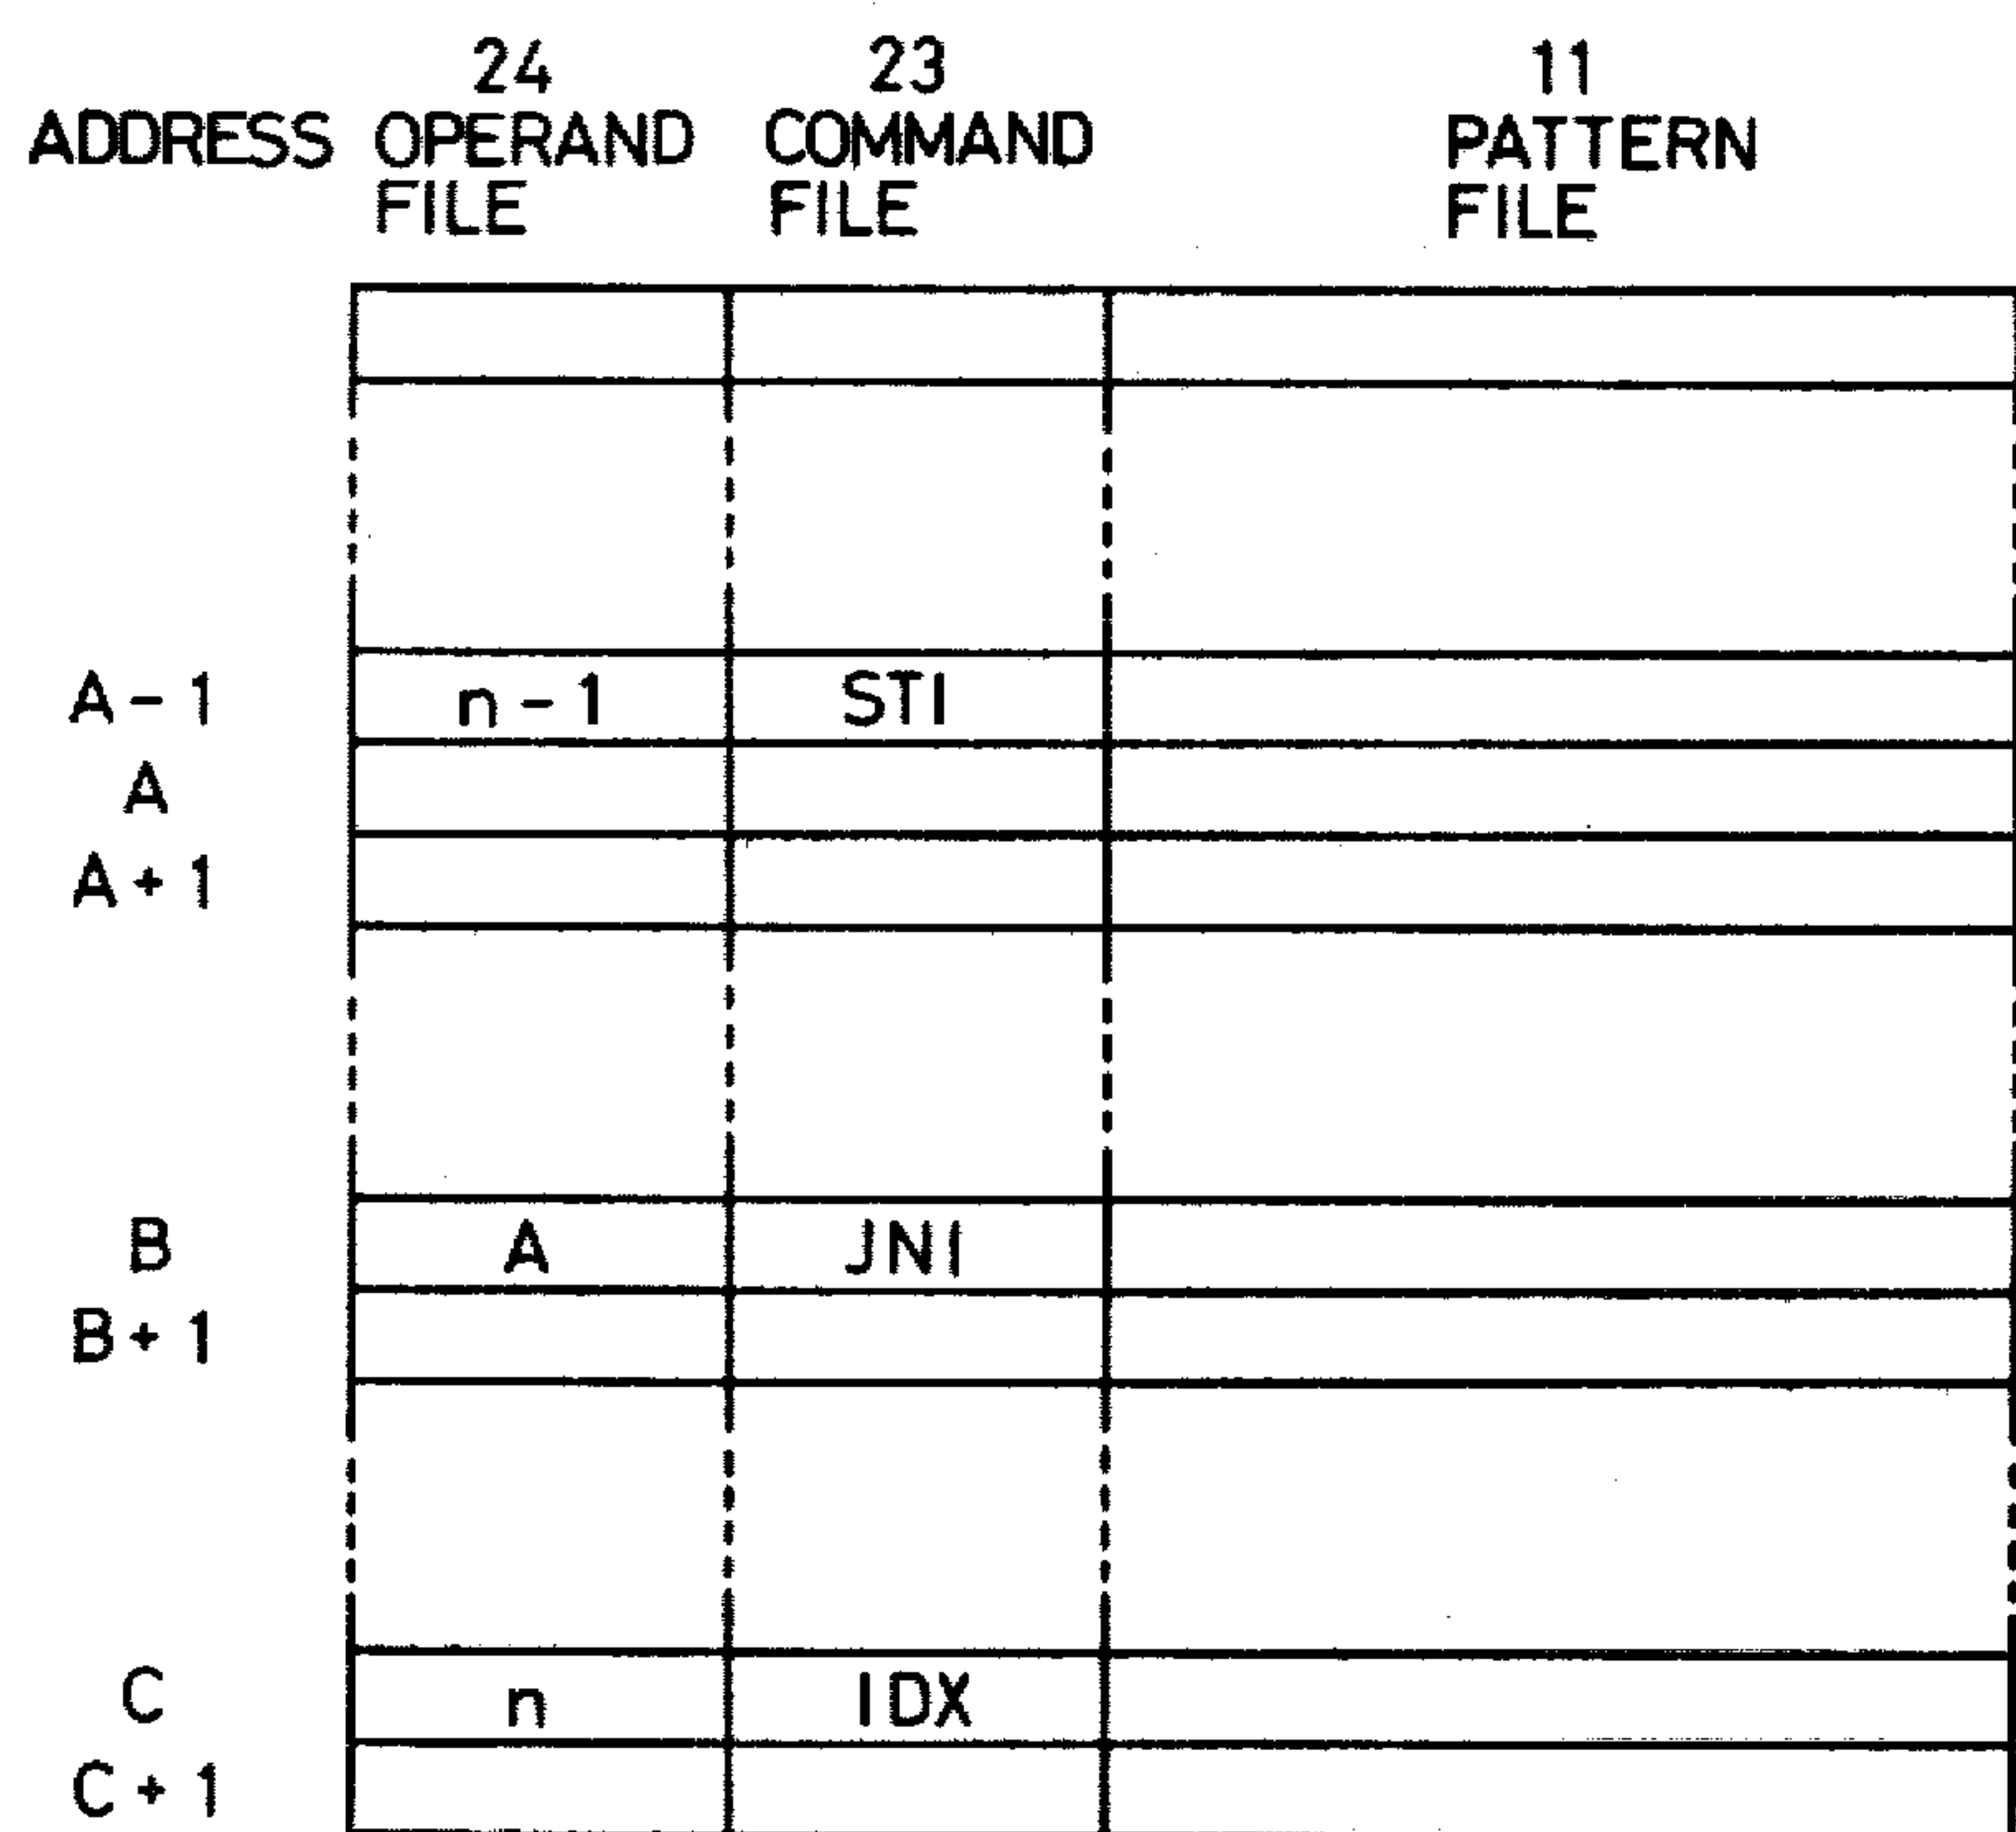 24 23 11
ADDRESS OPERAND COMMAND PATTERN
FILE FILE FILE
A-1 n-1 STI
A
A+1
B A JNI
B+1
C n IDX
C+1